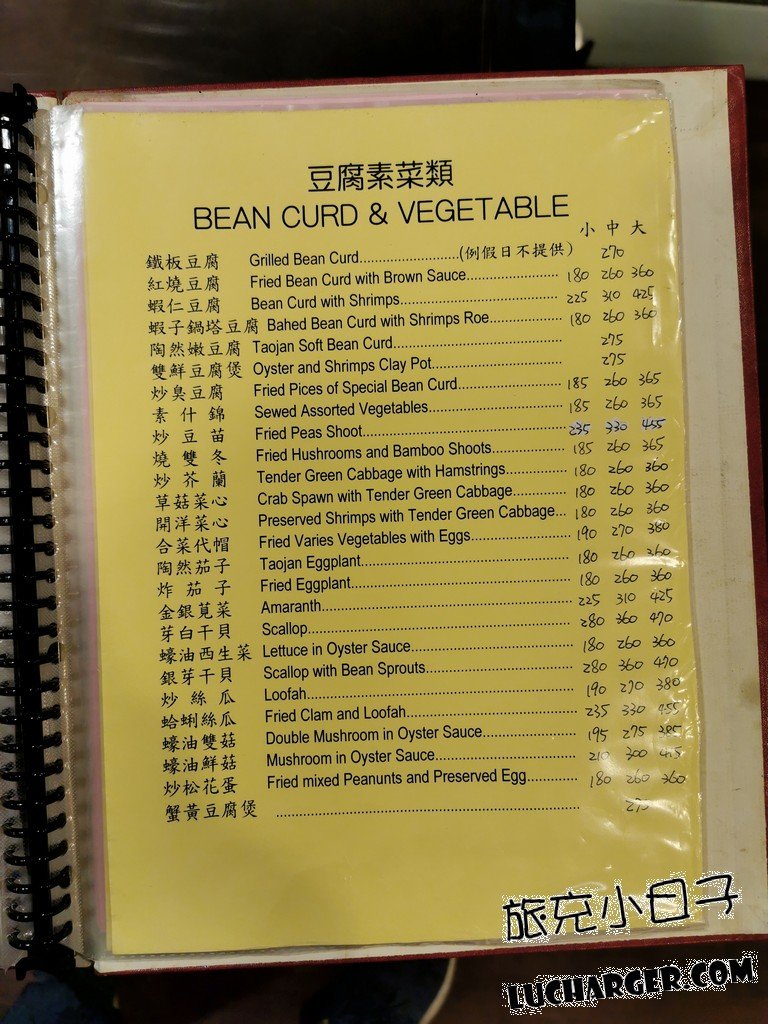 豆腐素菜類
BEAN CURD & VEGETABLE
小 中 大
鐵板豆腐 Grilled Bean Curd..........................(例假日不提供) 270
紅燒豆腐 Fried Bean Curd with Brown Sauce........................ 180 260 360
蝦仁豆腐 Bean Curd with Shrimps......................................... 225 310 425
蝦子鍋塔豆腐 Bahed Bean Curd with Shrimps Roe................... 180 260 360
陶然嫩豆腐 Taojan Soft Bean Curd........................................... 275
雙鮮豆腐煲 Oyster and Shrimps Clay Pot................................. 275
炒臭豆腐 Fried Pices of Special Bean Curd........................... 185 260 365
素什錦 Sewed Assorted Vegetables................................... 185 260 365
炒豆苗 Fried Peas Shoot..................................................... 235 330 455
燒雙冬 Fried Hushrooms and Bamboo Shoots..................... 185 260 365
炒芥蘭 Tender Green Cabbage with Hamstrings............... 180 260 360
草菇菜心 Crab Spawn with Tender Green Cabbage............. 180 260 360
開洋菜心 Preserved Shrimps with Tender Green Cabbage... 180 260 360
合菜代帽 Fried Varies Vegetables with Eggs......................... 190 270 380
陶然茄子 Taojan Eggplant..................................................... 180 260 360
炸茄子 Fried Eggplant........................................................ 180 260 360
金銀莧菜 Amaranth................................................................ 225 310 425
芽白干貝 Scallop.................................................................... 280 360 470
蠔油西生菜 Lettuce in Oyster Sauce......................................... 180 260 360
銀芽干貝 Scallop with Bean Sprouts..................................... 280 360 470
炒絲瓜 Loofah..................................................................... 190 270 380
蛤蜊絲瓜 Fried Clam and Loofah........................................... 235 330 455
蠔油雙菇 Double Mushroom in Oyster Sauce....................... 195 275 385
蠔油鮮菇 Mushroom in Oyster Sauce.................................... 210 300 415
炒松花蛋 Fried mixed Peanunts and Preserved Egg............ 180 260 360
蟹黃豆腐煲 ............................................................................ 275
旅充小日子
LUCHARGER.COM